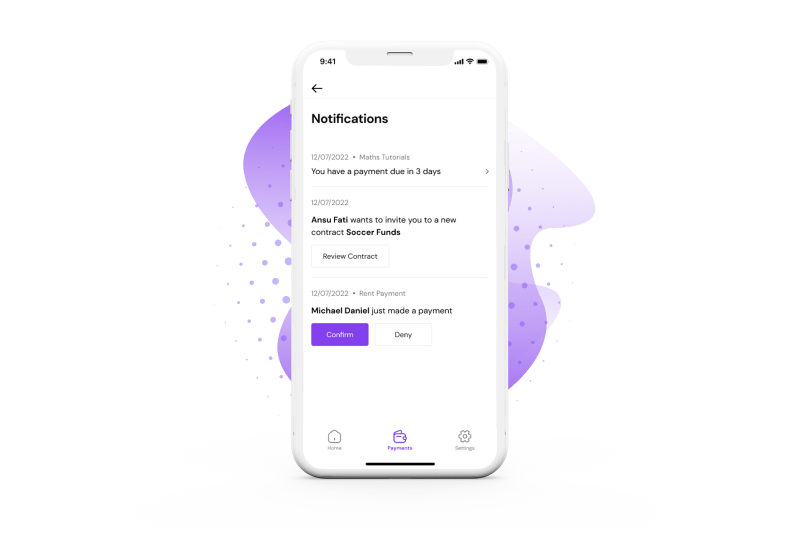 9:41
Notifications
12/07/2022 • Maths Tutorials
You have a payment due in 3 days
12/07/2022
Ansu Fati wants to invite you to a new
contract Soccer Funds
Review Contract
12/07/2022 • Rent Payment
Michael Daniel just made a payment
Confirm Deny
Home Payments Settings